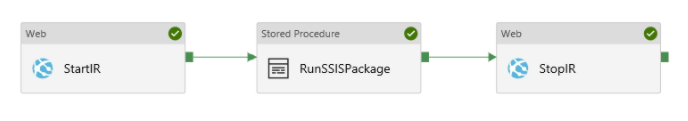 Web
StartIR
Stored Procedure
RunSSISPackage
Web
StopIR